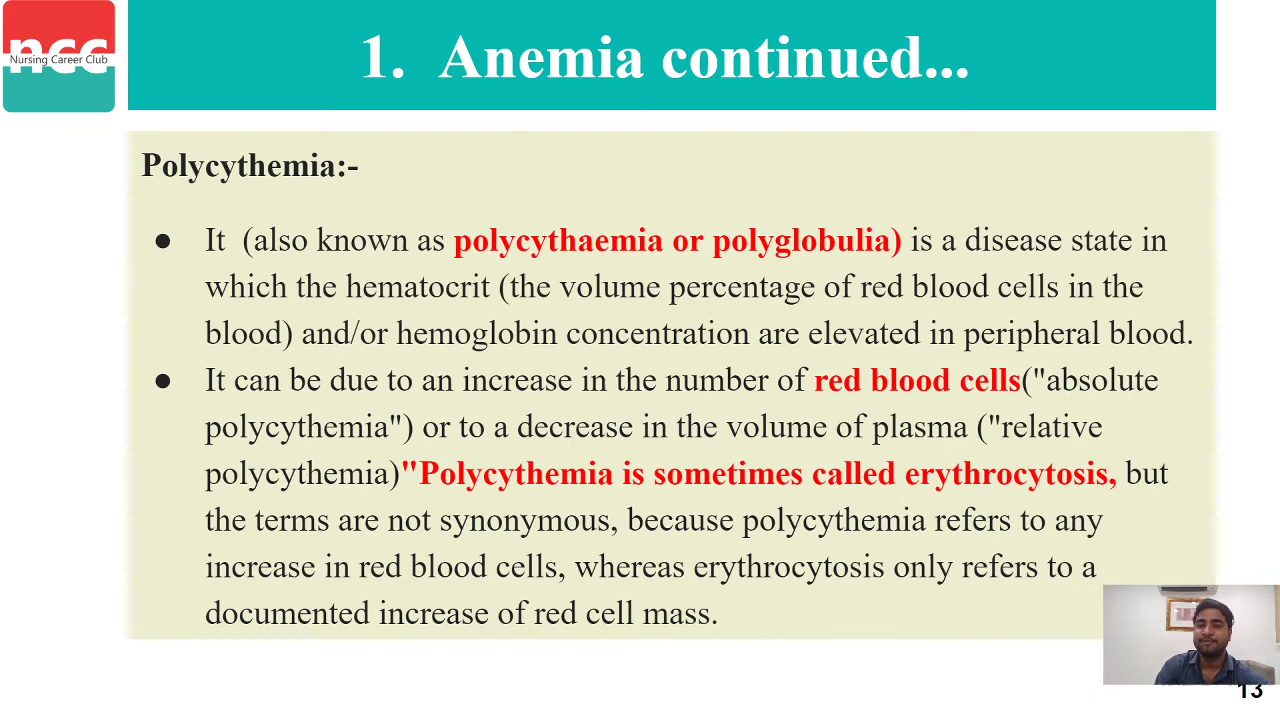 ncc
Nursing Career Club
1. Anemia continued...
Polycythemia:-
● It (also known as polycythaemia or polyglobulia) is a disease state in
which the hematocrit (the volume percentage of red blood cells in the
blood) and/or hemoglobin concentration are elevated in peripheral blood.
● It can be due to an increase in the number of red blood cells("absolute
polycythemia") or to a decrease in the volume of plasma ("relative
polycythemia)"Polycythemia is sometimes called erythrocytosis, but
the terms are not synonymous, because polycythemia refers to any
increase in red blood cells, whereas erythrocytosis only refers to a
documented increase of red cell mass.
13